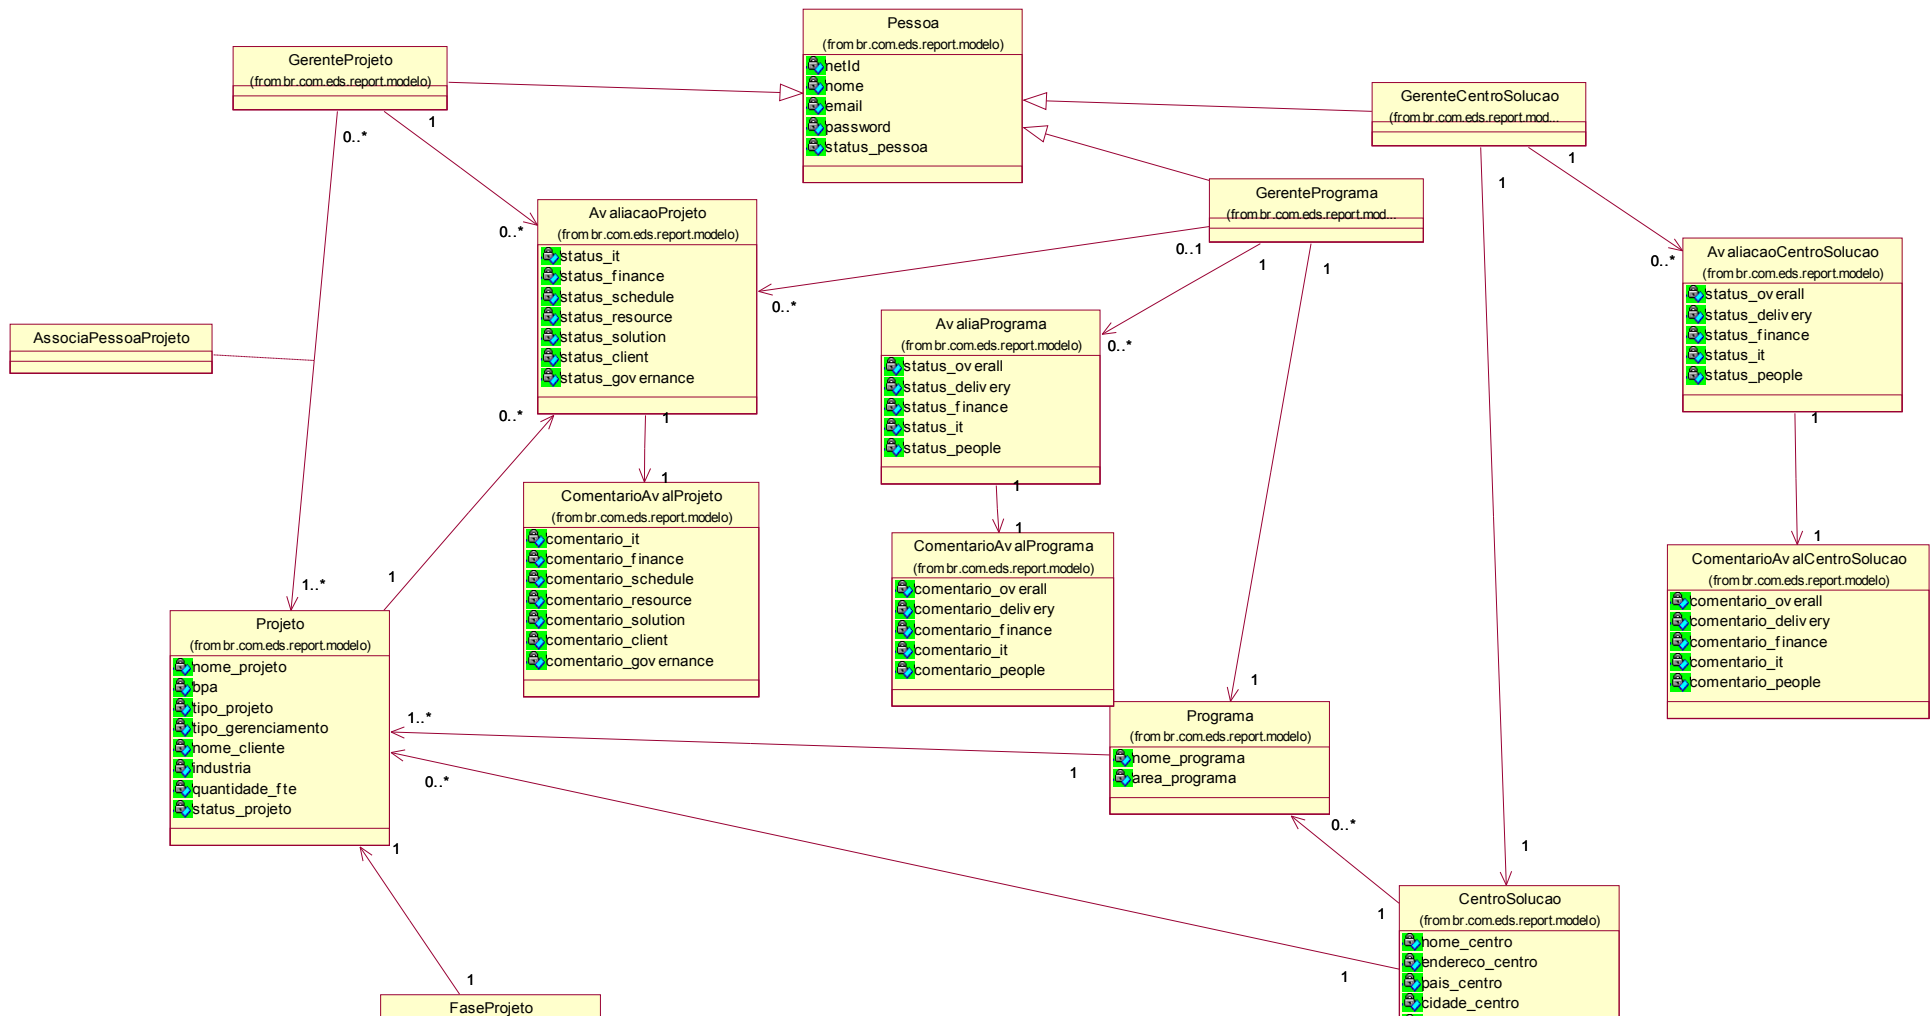 Pessoa
(from br.com.eds.report.modelo)
netId
nome
email
password
status_pessoa
GerenteProjeto
(from br.com.eds.report.modelo)
GerenteCentroSolucao
(from br.com.eds.report.mod...
GerentePrograma
(from br.com.eds.report.mod...
1
0..*
1
1
0..*
0..1
1
1
0..*
0..*
AvaliacaoProjeto
(from br.com.eds.report.modelo)
status_it
status_finance
status_schedule
status_resource
status_solution
status_client
status_governance
AvaliacaoCentroSolucao
(from br.com.eds.report.modelo)
status_overall
status_delivery
status_finance
status_it
status_people
AssociaPessoaProjeto
AvaliaPrograma
(from br.com.eds.report.modelo)
status_overall
status_delivery
status_finance
status_it
status_people
0..*
0..*
1
1
1
1
1
1
1
ComentarioAvalProjeto
(from br.com.eds.report.modelo)
comentario_it
comentario_finance
comentario_schedule
comentario_resource
comentario_solution
comentario_client
comentario_governance
ComentarioAvalPrograma
(from br.com.eds.report.modelo)
comentario_overall
comentario_delivery
comentario_finance
comentario_it
comentario_people
ComentarioAvalCentroSolucao
(from br.com.eds.report.modelo)
comentario_overall
comentario_delivery
comentario_finance
comentario_it
comentario_people
1..*
Projeto
(from br.com.eds.report.modelo)
nome_projeto
bpa
tipo_projeto
tipo_gerenciamento
nome_cliente
industria
quantidade_fte
status_projeto
1
1..*
1
0..*
Programa
(from br.com.eds.report.modelo)
nome_programa
area_programa
0..*
1
1
1
1
1
CentroSolucao
(from br.com.eds.report.modelo)
nome_centro
endereco_centro
pais_centro
cidade_centro
FaseProjeto